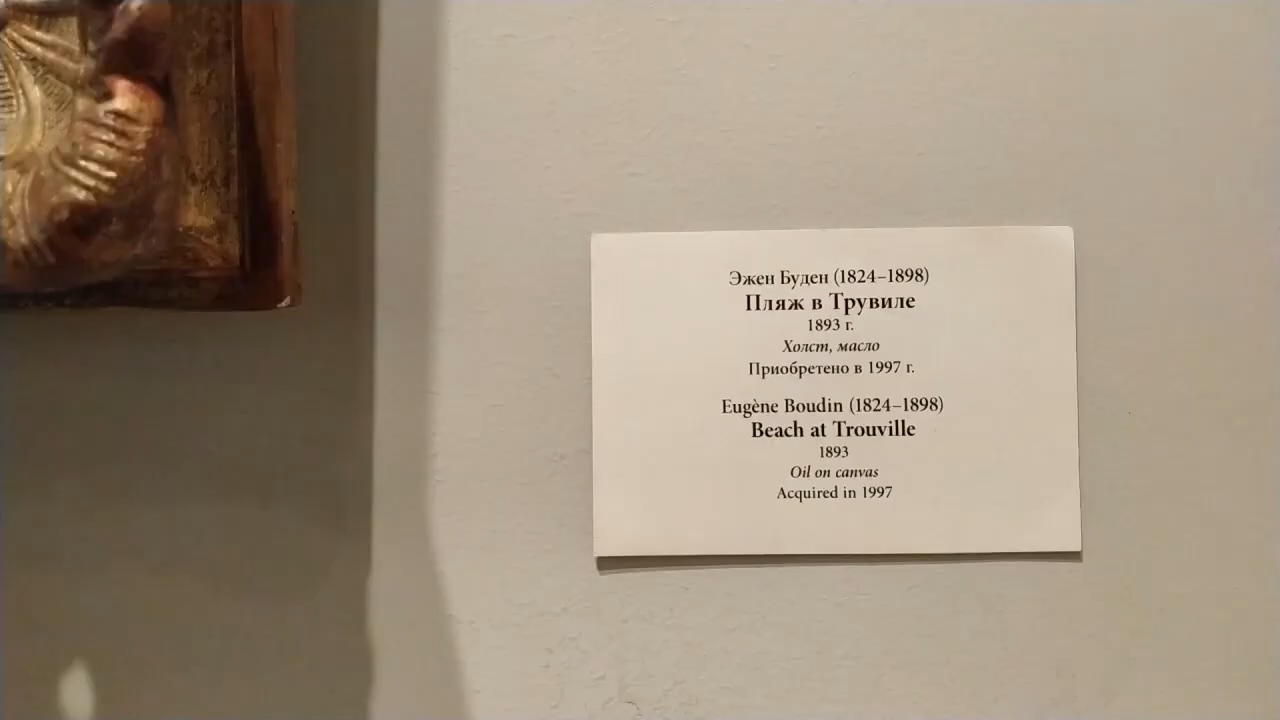 Эжен Буден (1824–1898)
Пляж в Трувиле
1893 г.
Холст, масло
Приобретено в 1997 г.
Eugène Boudin (1824–1898)
Beach at Trouville
1893
Oil on canvas
Acquired in 1997